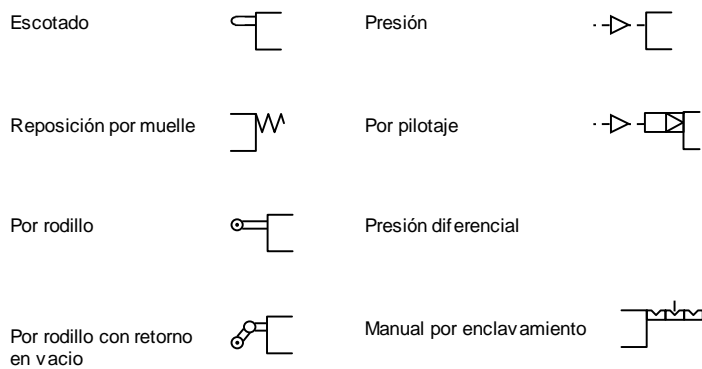 Escotado
Presión
Reposición por muelle
Por pilotaje
Por rodillo
Presión diferencial
Por rodillo con retorno
en vacio
Manual por enclavamiento